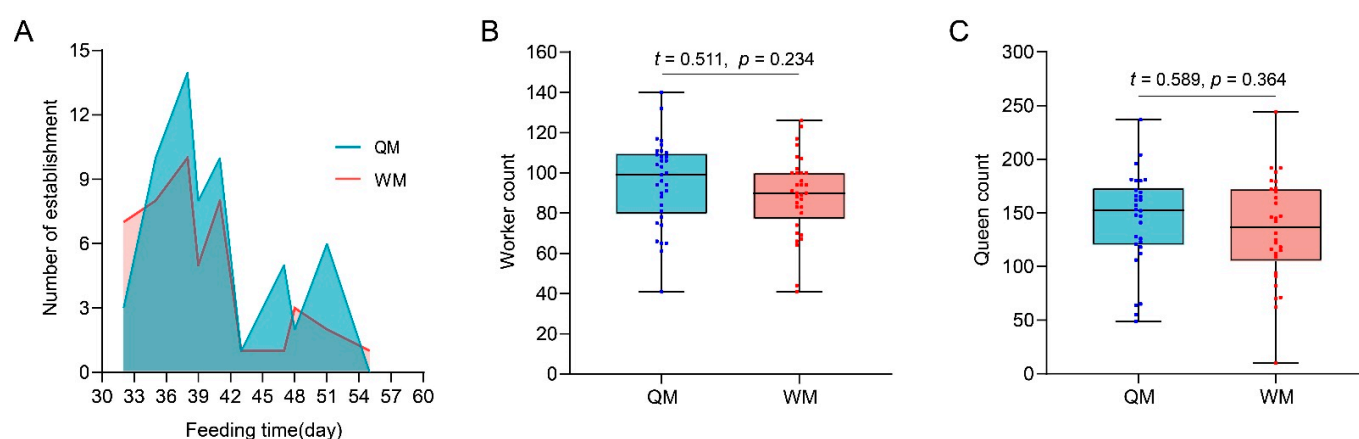 A
15
12
9
6
3
0
Number of establishment
QM
WM
30 33 36 39 42 45 48 51 54 57 60
Feeding time(day)
B
160
140
120
100
80
60
40
20
0
Worker count
t = 0.511, p = 0.234
QM WM
C
300
250
200
150
100
50
0
Queen count
t = 0.589, p = 0.364
QM WM